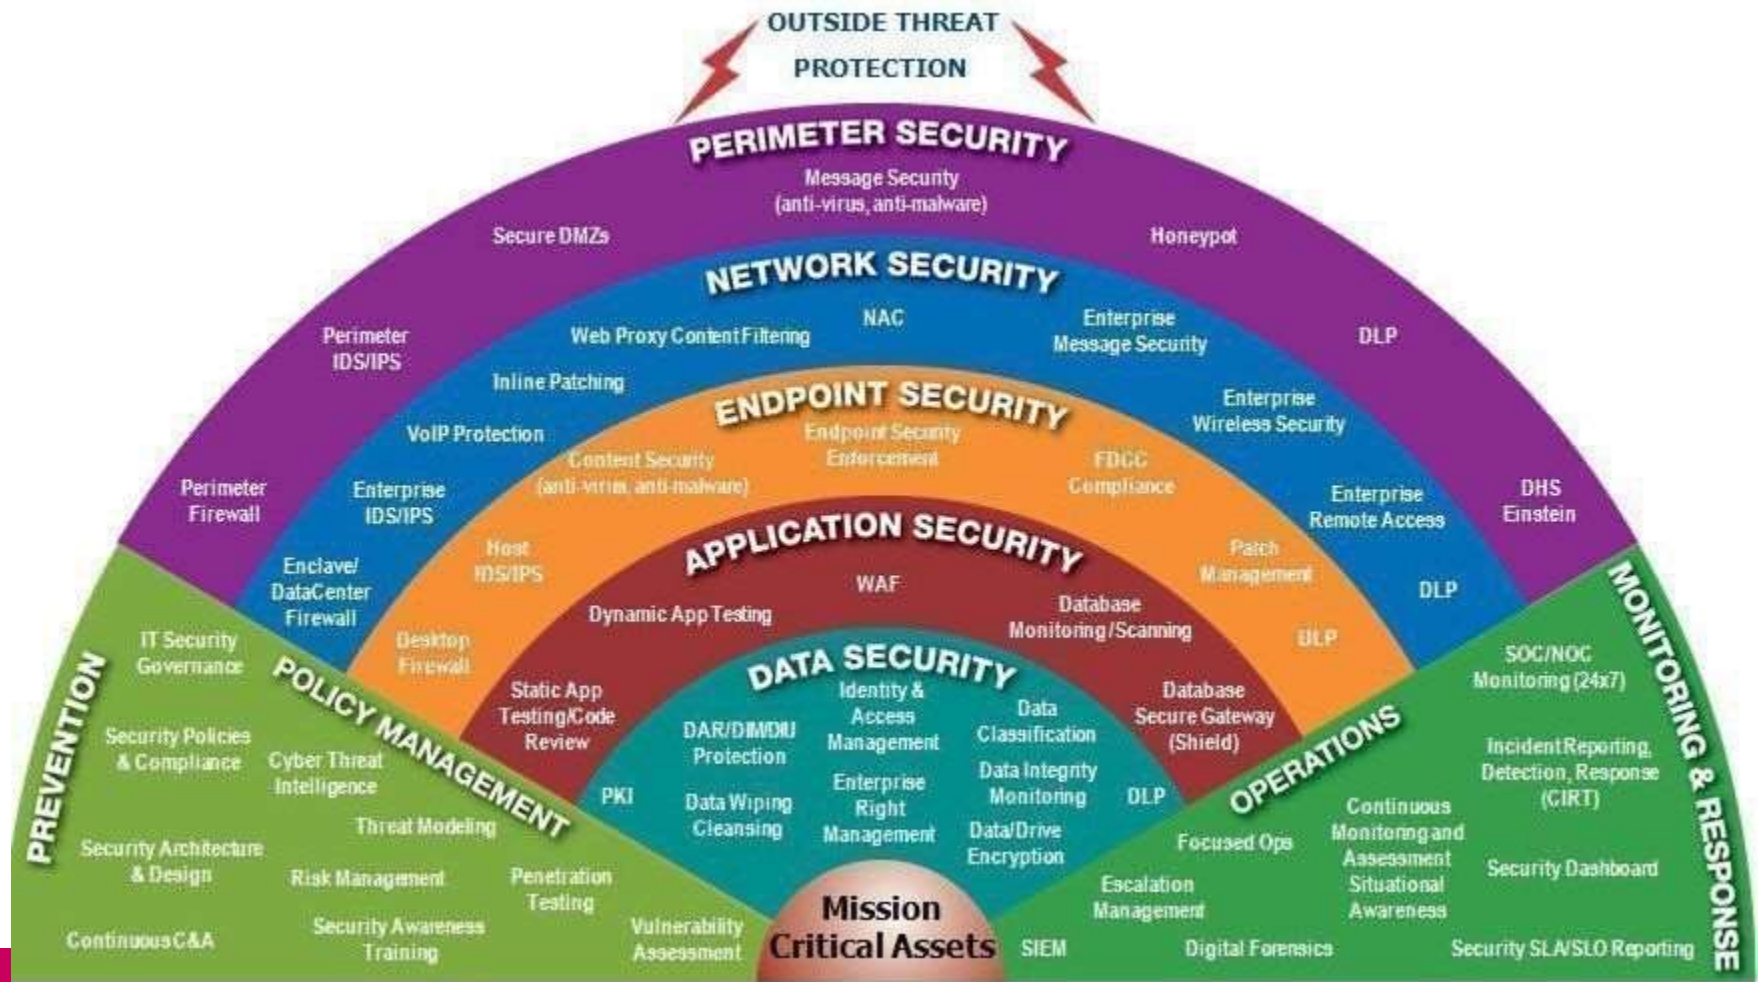 OUTSIDE THREAT
PROTECTION
PERIMETER SECURITY
Message Security
(anti-virus, anti-malware)
Secure DMZs
Honeypot
Perimeter
IDS/IPS
DLP
Perimeter
Firewall
DHS
Einstein
NETWORK SECURITY
NAC
Web Proxy Content Filtering
Enterprise
Message Security
Inline Patching
Enterprise
Wireless Security
VoIP Protection
Enterprise
IDS/IPS
Enterprise
Remote Access
Enclave/
DataCenter
Firewall
DLP
ENDPOINT SECURITY
Endpoint Security
Enforcement
Content Security
(anti-virus, anti-malware)
FDCC
Compliance
Host
IDS/IPS
Patch
Management
Desktop
Firewall
DLP
APPLICATION SECURITY
WAF
Dynamic App Testing
Database
Monitoring/Scanning
Static App
Testing/Code
Review
Database
Secure Gateway
(Shield)
DATA SECURITY
Identity &
Access
Management
DAR/DIM/DIU
Protection
Data
Classification
PKI
Data Wiping
Cleansing
Enterprise
Right
Management
Data Integrity
Monitoring
DLP
Data/Drive
Encryption
Mission
Critical Assets
PREVENTION
POLICY MANAGEMENT
IT Security
Governance
Security Policies
& Compliance
Cyber Threat
Intelligence
Threat Modeling
Security Architecture
& Design
Risk Management
Penetration
Testing
Continuous C&A
Security Awareness
Training
Vulnerability
Assessment
OPERATIONS
MONITORING & RESPONSE
SOC/NOC
Monitoring (24x7)
Incident Reporting,
Detection, Response
(CIRT)
Focused Ops
Continuous
Monitoring and
Assessment
Situational
Awareness
Security Dashboard
Escalation
Management
SIEM
Digital Forensics
Security SLA/SLO Reporting